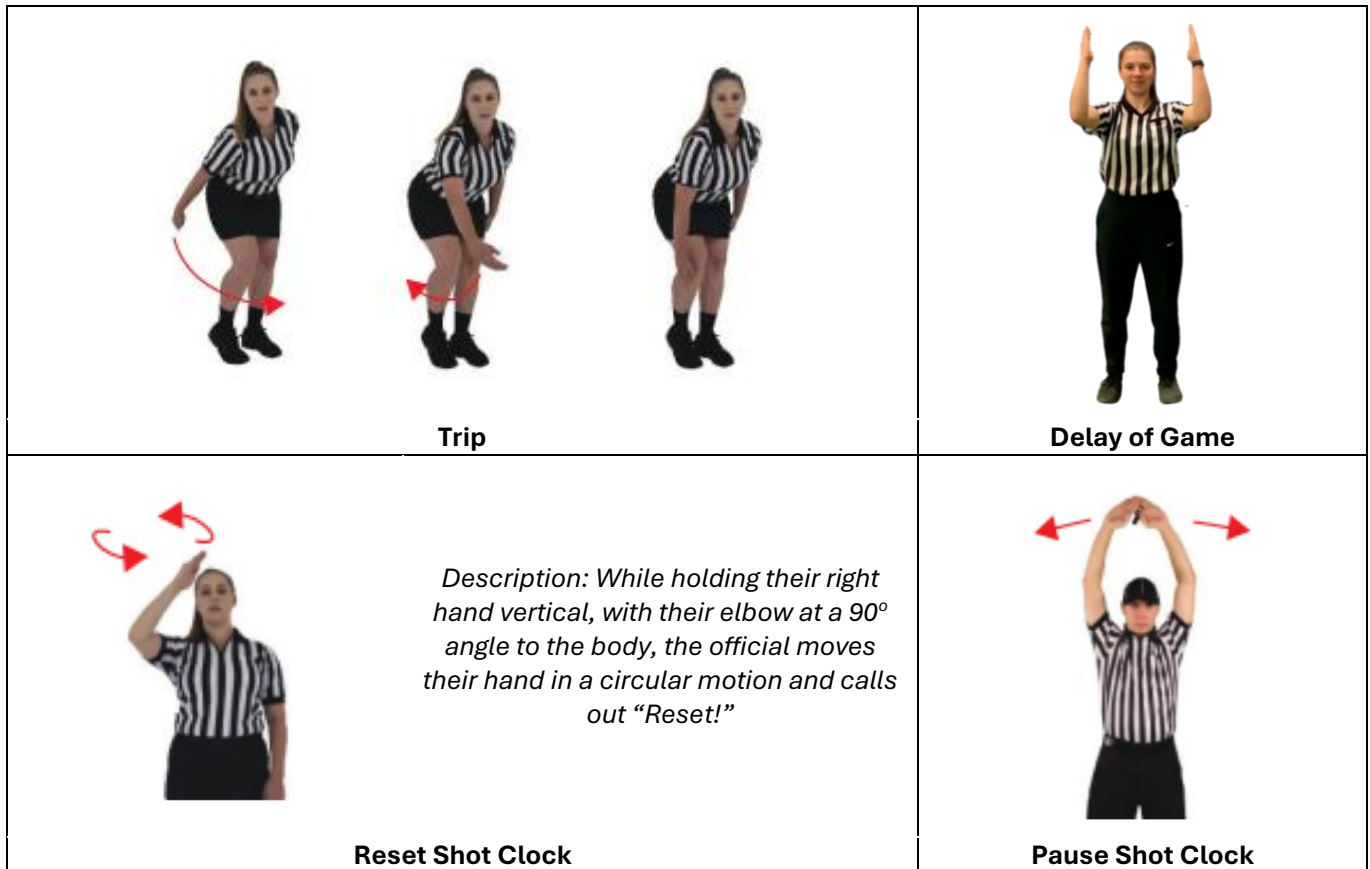 Trip
Delay of Game
Description: While holding their right
hand vertical, with their elbow at a 90º
angle to the body, the official moves
their hand in a circular motion and calls
out “Reset!”
Reset Shot Clock
Pause Shot Clock